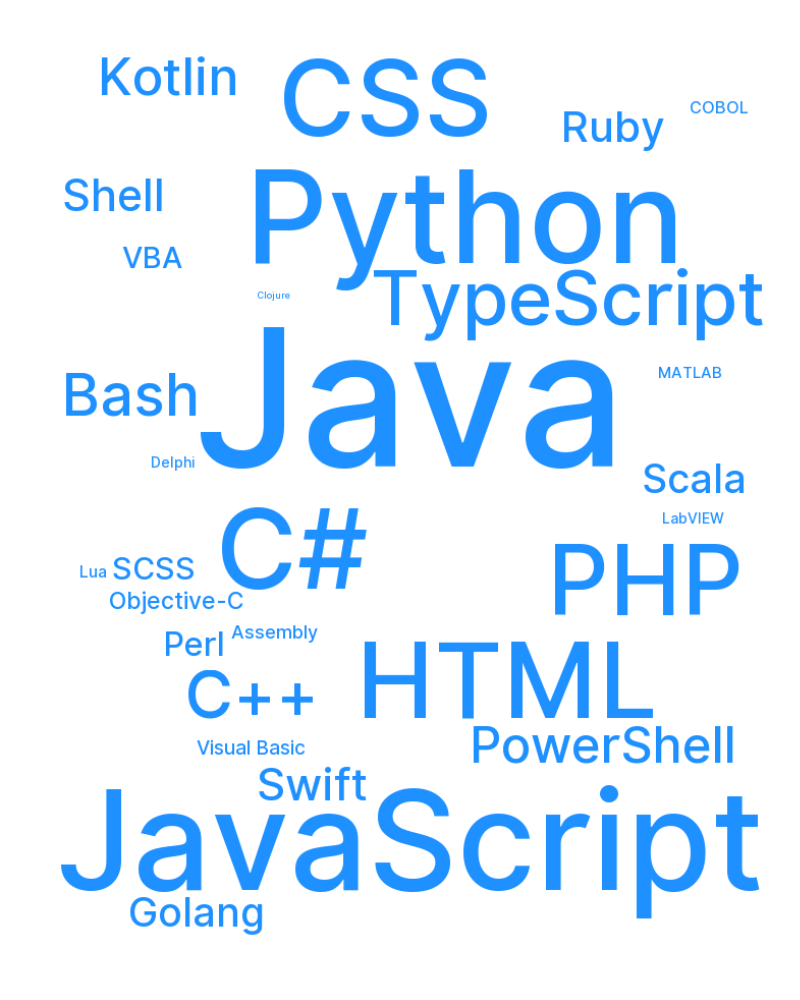 Kotlin
CSS
COBOL
Ruby
Shell
Python
VBA
Clojure
TypeScript
Java
MATLAB
Bash
Delphi
Scala
LabVIEW
C#
Lua
SCSS
PHP
Objective-C
Assembly
Perl
HTML
C++
Visual Basic
PowerShell
Swift
JavaScript
Golang